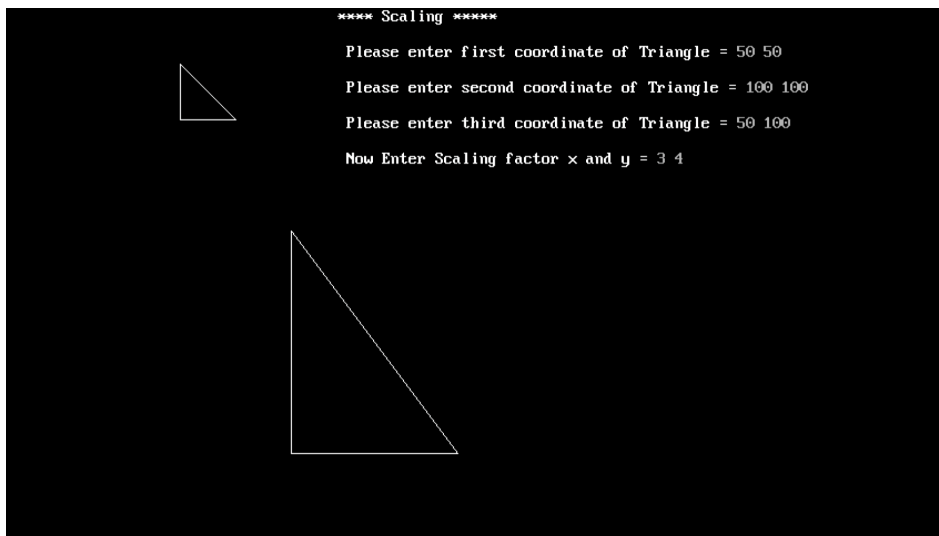 **** Scaling *****
Please enter first coordinate of Triangle = 50 50
Please enter second coordinate of Triangle = 100 100
Please enter third coordinate of Triangle = 50 100
Now Enter Scaling factor x and y = 3 4